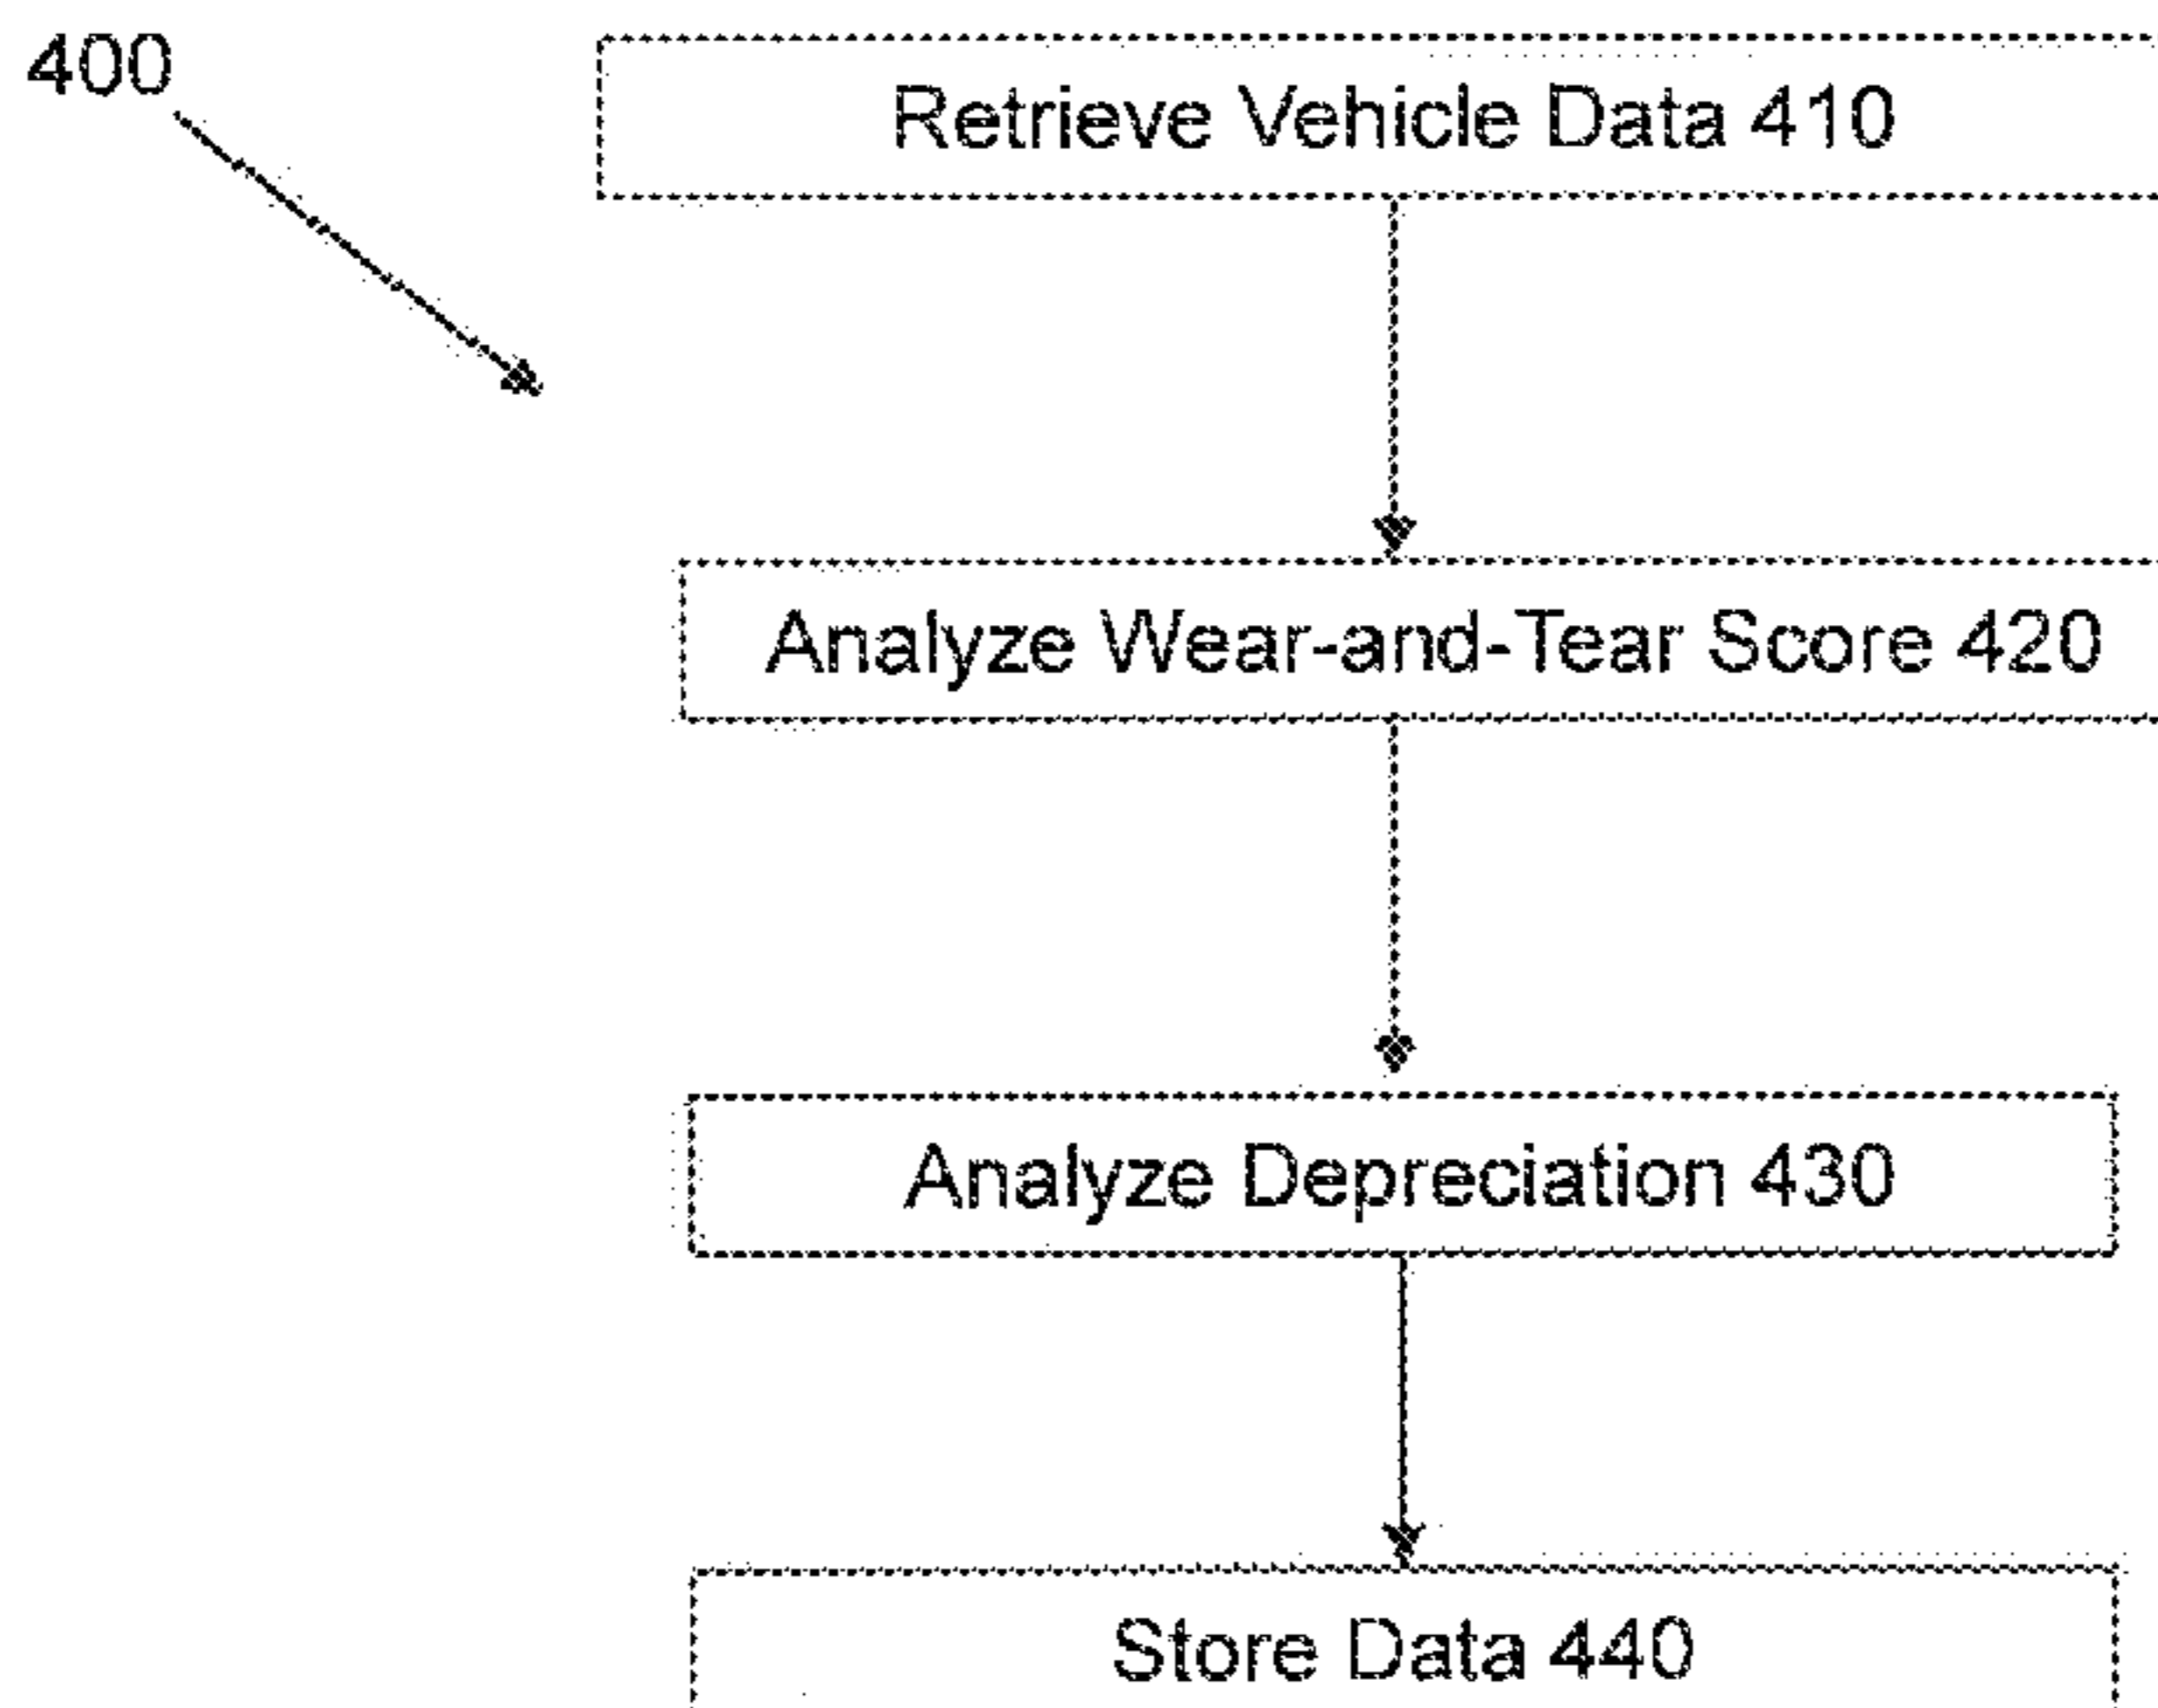 400
Retrieve Vehicle Data 410
Analyze Wear-and-Tear Score 420
Analyze Depreciation 430
Store Data 440